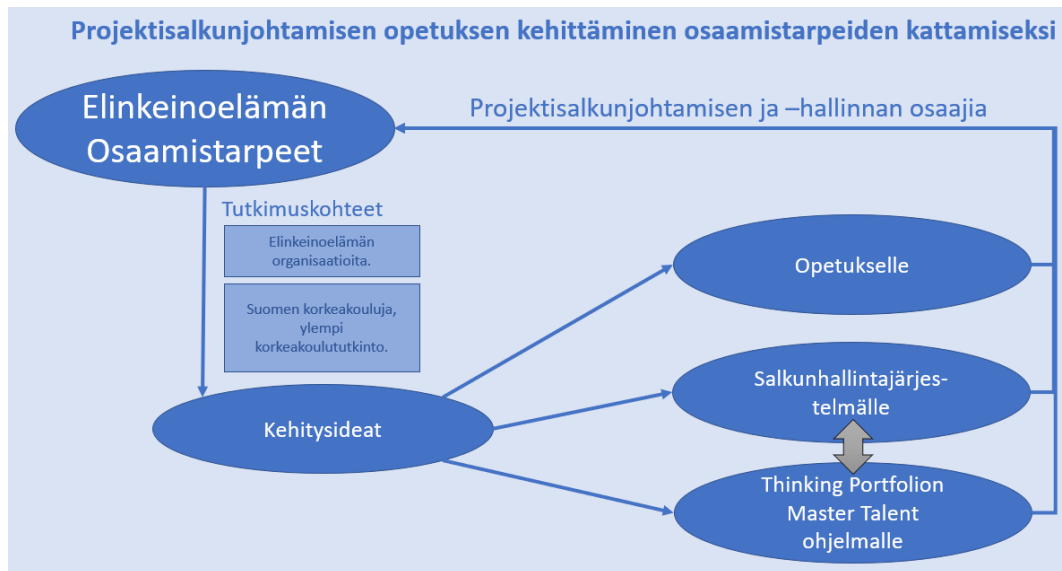 Projektisalkunjohtamisen opetuksen kehittäminen osaamistarpeiden kattamiseksi
Elinkeinoelämän
Osaamistarpeet
Projektisalkunjohtamisen ja –hallinnan osaajia
Tutkimuskohteet
Elinkeinoelämän
organisaatioita.
Suomen korkeakouluja,
ylempi
korkeakoulututkinto.
Kehitysideat
Opetukselle
Salkunhallintajärjes-
telmälle
Thinking Portfolion
Master Talent
ohjelmalle